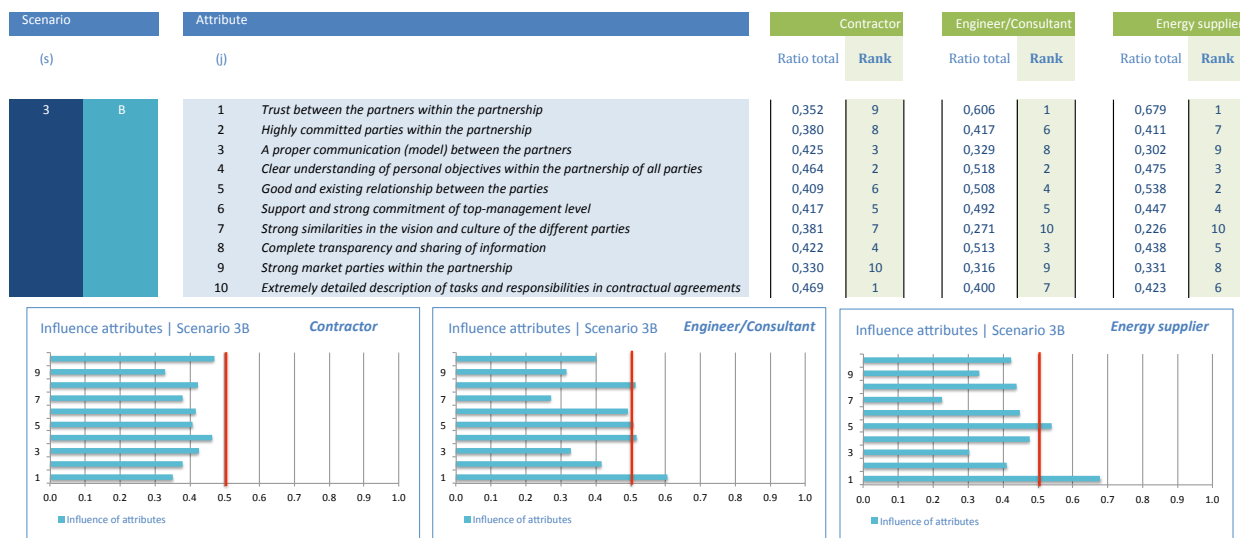 Scenario Attribute Contractor Engineer/Consultant Energy supplier
(s) (j) Ratio total Rank Ratio total Rank Ratio total Rank
3 B 1 Trust between the partners within the partnership 0,352 9 0,606 1 0,679 1
2 Highly committed parties within the partnership 0,380 8 0,417 6 0,411 7
3 A proper communication (model) between the partners 0,425 3 0,329 8 0,302 9
4 Clear understanding of personal objectives within the partnership of all parties 0,464 2 0,518 2 0,475 3
5 Good and existing relationship between the parties 0,409 6 0,508 4 0,538 2
6 Support and strong commitment of top-management level 0,417 5 0,492 5 0,447 4
7 Strong similarities in the vision and culture of the different parties 0,381 7 0,271 10 0,226 10
8 Complete transparency and sharing of information 0,422 4 0,513 3 0,438 5
9 Strong market parties within the partnership 0,330 10 0,316 9 0,331 8
10 Extremely detailed description of tasks and responsibilities in contractual agreements 0,469 1 0,400 7 0,423 6
Influence attributes | Scenario 3B Contractor
9
7
5
3
1
0.0 0.1 0.2 0.3 0.4 0.5 0.6 0.7 0.8 0.9 1.0
Influence of attributes
Influence attributes | Scenario 3B Engineer/Consultant
9
7
5
3
1
0.0 0.1 0.2 0.3 0.4 0.5 0.6 0.7 0.8 0.9 1.0
Influence of attributes
Influence attributes | Scenario 3B Energy supplier
9
7
5
3
1
0.0 0.1 0.2 0.3 0.4 0.5 0.6 0.7 0.8 0.9 1.0
Influence of attributes